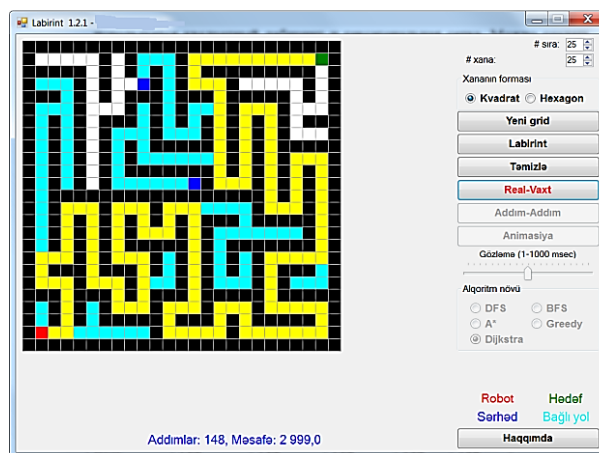 Labirint 1.2.1 -
# sıra: 25
# xana: 25
Xananın forması
Kvadrat Hexagon
Yeni grid
Labirint
Təmizlə
Real-Vaxt
Addım-Addım
Animasiya
Gözləmə (1-1000 msec)
Alqoritm növü
DFS BFS
A* Greedy
Dijkstra
Robot Hədəf
Sərhəd Bağlı yol
Addımlar: 148, Məsafə: 2 999,0
Haqqımda